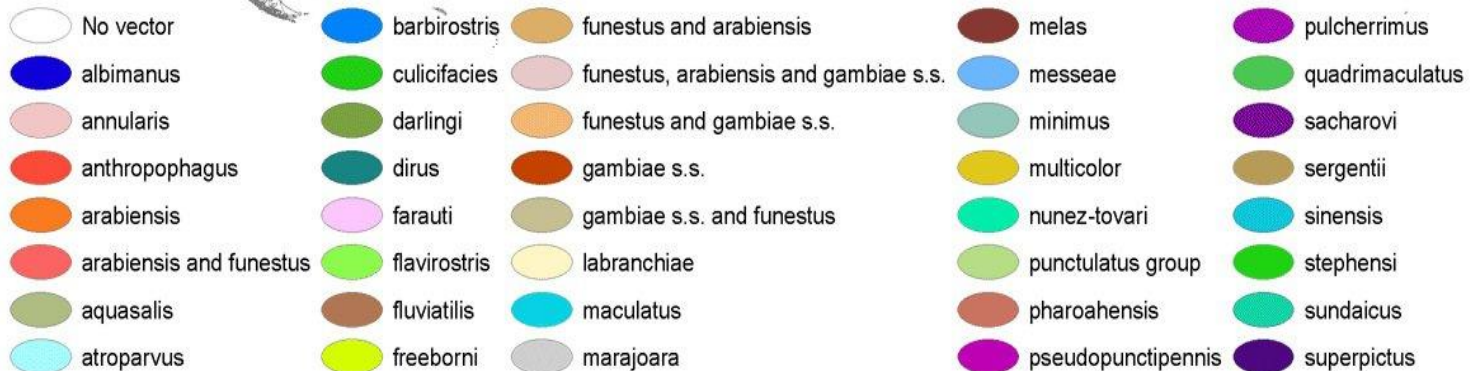 No vector
albimanus
annularis
anthropophagus
arabiensis
arabiensis and funestus
aquasalis
atroparvus
barbirostris
culicifacies
darlingi
dirus
farauti
flavirostris
fluviatilis
freeborni
funestus and arabiensis
funestus, arabiensis and gambiae s.s.
funestus and gambiae s.s.
gambiae s.s.
gambiae s.s. and funestus
labranchiae
maculatus
marajoara
melas
messeae
minimus
multicolor
nunez-tovari
punctulatus group
pharoahensis
pseudopunctipennis
pulcherrimus
quadrimaculatus
sacharovi
sergentii
sinensis
stephensi
sundaicus
superpictus